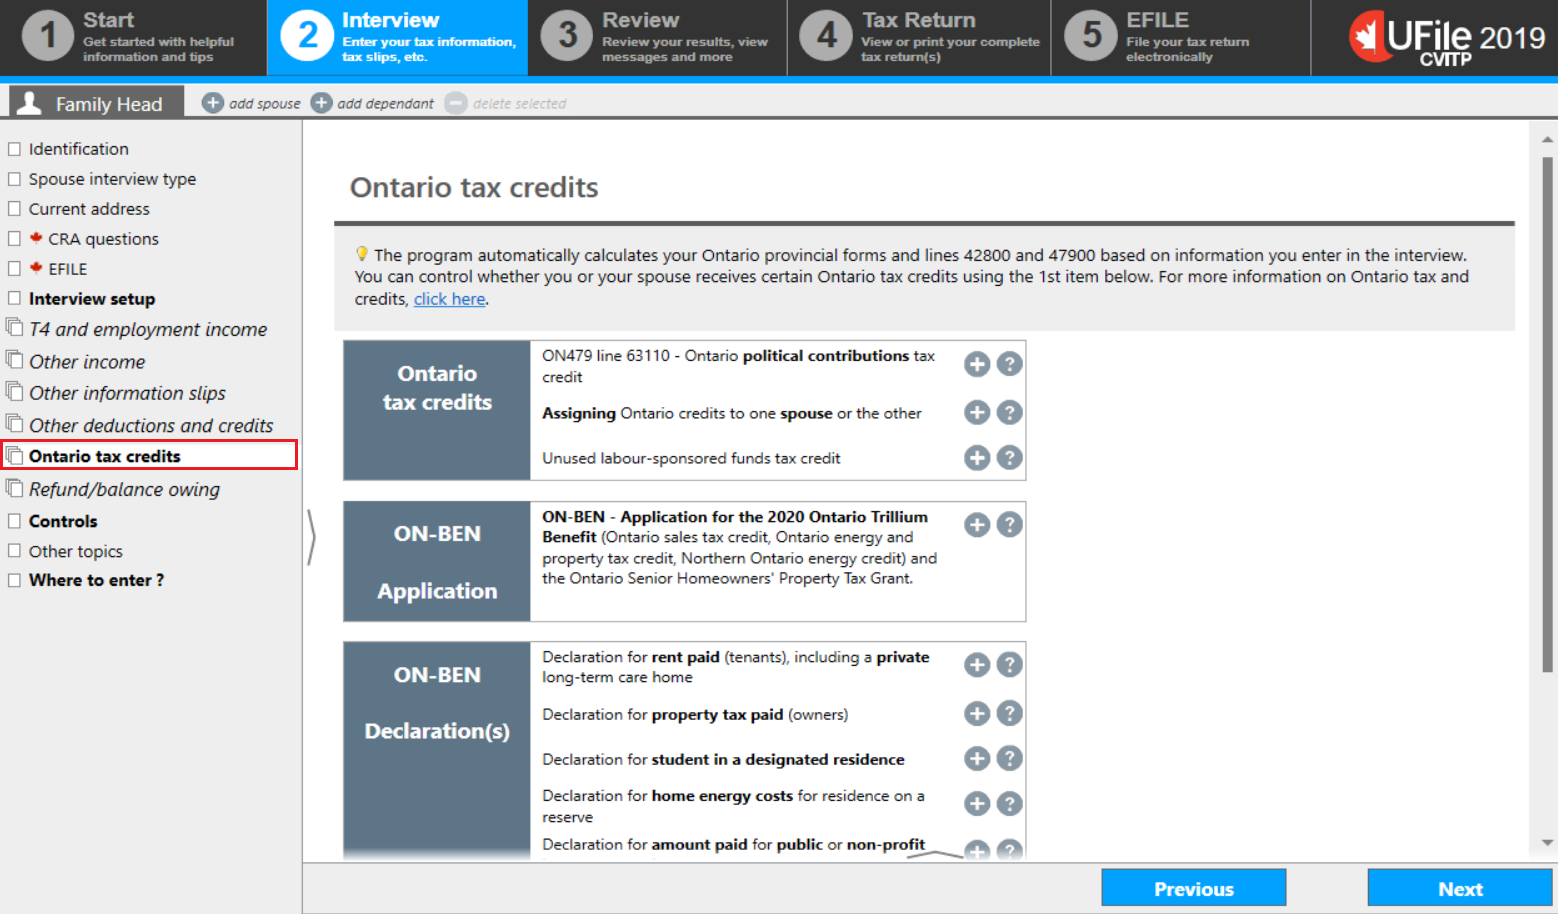 1
Start
Get started with helpful
information and tips
2
Interview
Enter your tax information,
tax slips, etc.
3
Review
Review your results, view
messages and more
4
Tax Return
View or print your complete
tax return(s)
5
EFILE
File your tax return
electronically
UFile 2019
CVITP
Family Head
add spouse
add dependant
delete selected
Identification
Spouse interview type
Current address
CRA questions
EFILE
Interview setup
T4 and employment income
Other income
Other information slips
Other deductions and credits
Ontario tax credits
Refund/balance owing
Controls
Other topics
Where to enter ?
Ontario tax credits
The program automatically calculates your Ontario provincial forms and lines 42800 and 47900 based on information you enter in the interview.
You can control whether you or your spouse receives certain Ontario tax credits using the 1st item below. For more information on Ontario tax and
credits, click here.
Ontario
tax credits
ON479 line 63110 - Ontario political contributions tax
credit
Assigning Ontario credits to one spouse or the other
Unused labour-sponsored funds tax credit
ON-BEN
Application
ON-BEN - Application for the 2020 Ontario Trillium
Benefit (Ontario sales tax credit, Ontario energy and
property tax credit, Northern Ontario energy credit) and
the Ontario Senior Homeowners' Property Tax Grant.
ON-BEN
Declaration(s)
Declaration for rent paid (tenants), including a private
long-term care home
Declaration for property tax paid (owners)
Declaration for student in a designated residence
Declaration for home energy costs for residence on a
reserve
Declaration for amount paid for public or non-profit
Previous
Next